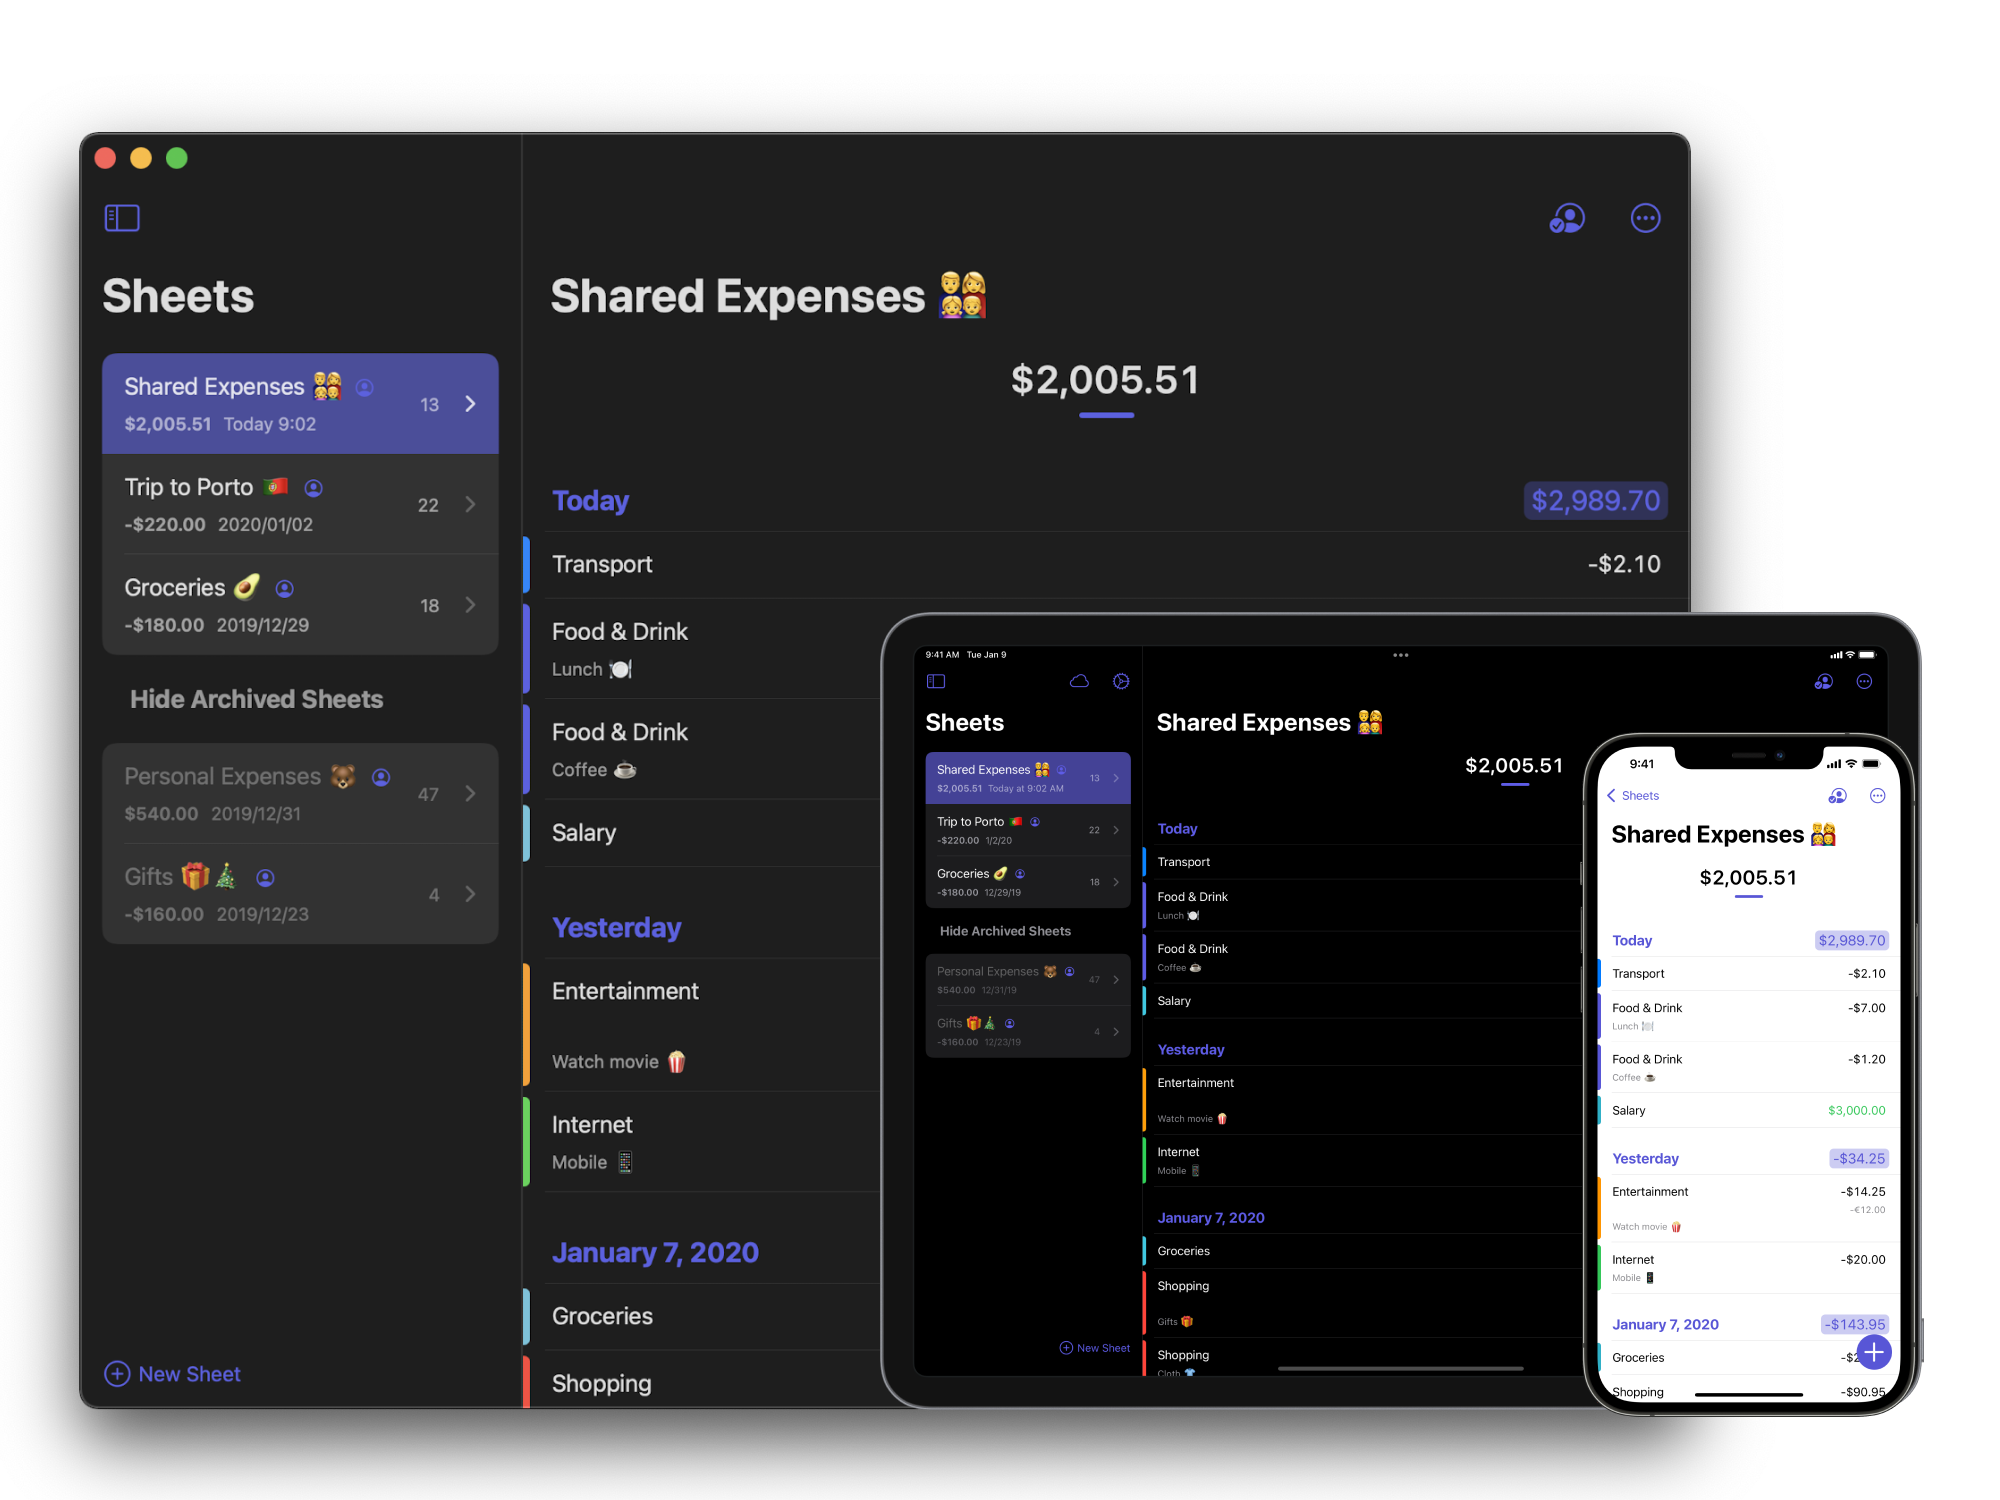 Sheets
Shared Expenses 👨‍👩‍👧‍👦
13
$2,005.51 Today 9:02
Trip to Porto 🇵🇹
22
-$220.00 2020/01/02
Groceries 🥑
18
-$180.00 2019/12/29
Hide Archived Sheets
Personal Expenses 🐻
47
$540.00 2019/12/31
Gifts 🎁🎄
4
-$160.00 2019/12/23
New Sheet
Shared Expenses 👨‍👩‍👧‍👦
$2,005.51
Today $2,989.70
Transport -$2.10
Food & Drink
Lunch 🍽
Food & Drink
Coffee ☕
Salary
Yesterday
Entertainment
Watch movie 🍿
Internet
Mobile 📱
January 7, 2020
Groceries
Shopping
9:41 AM Tue Jan 9
Sheets
Shared Expenses 👨‍👩‍👧‍👦
13
$2,005.51 Today at 9:02 AM
Trip to Porto 🇵🇹
22
-$220.00 1/2/20
Groceries 🥑
18
-$180.00 12/29/19
Hide Archived Sheets
Personal Expenses 🐻
47
$540.00 12/31/19
Gifts 🎁🎄
4
-$160.00 12/23/19
New Sheet
Shared Expenses 👨‍👩‍👧‍👦
$2,005.51
Today
Transport
Food & Drink
Lunch 🍽
Food & Drink
Coffee ☕
Salary
Yesterday
Entertainment
Watch movie 🍿
Internet
Mobile 📱
January 7, 2020
Groceries
Shopping
Gifts 🎁
Shopping
Cloth 👕
9:41
Sheets
Shared Expenses 👨‍👩‍👧‍👦
$2,005.51
Today $2,989.70
Transport -$2.10
Food & Drink -$7.00
Lunch 🍽
Food & Drink -$1.20
Coffee ☕
Salary $3,000.00
Yesterday -$34.25
Entertainment -$14.25
-€12.00
Watch movie 🍿
Internet -$20.00
Mobile 📱
January 7, 2020 -$143.95
Groceries
Shopping -$90.95